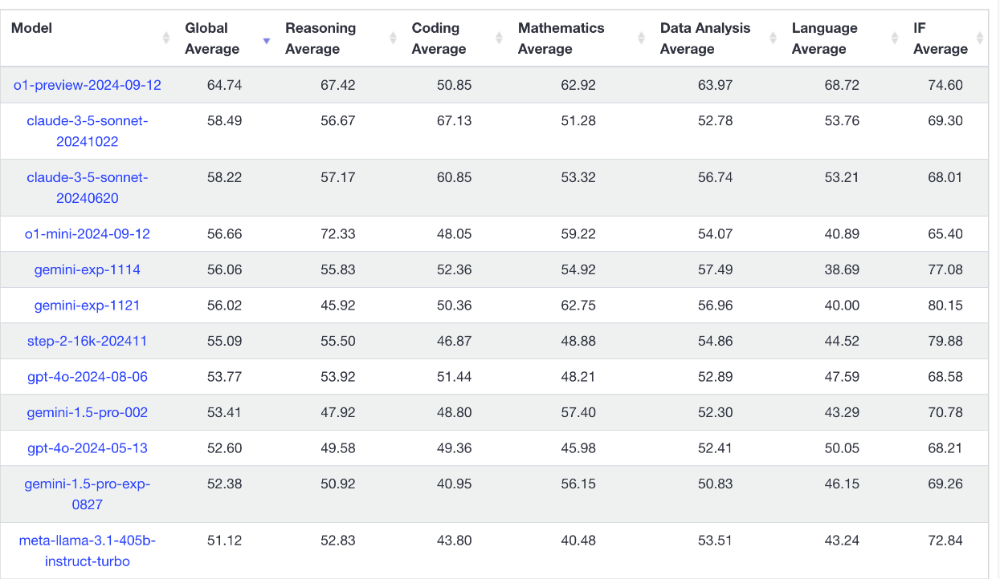 Model Global Average Reasoning Average Coding Average Mathematics Average Data Analysis Average Language Average IF Average
o1-preview-2024-09-12 64.74 67.42 50.85 62.92 63.97 68.72 74.60
claude-3-5-sonnet-20241022 58.49 56.67 67.13 51.28 52.78 53.76 69.30
claude-3-5-sonnet-20240620 58.22 57.17 60.85 53.32 56.74 53.21 68.01
o1-mini-2024-09-12 56.66 72.33 48.05 59.22 54.07 40.89 65.40
gemini-exp-1114 56.06 55.83 52.36 54.92 57.49 38.69 77.08
gemini-exp-1121 56.02 45.92 50.36 62.75 56.96 40.00 80.15
step-2-16k-202411 55.09 55.50 46.87 48.88 54.86 44.52 79.88
gpt-4o-2024-08-06 53.77 53.92 51.44 48.21 52.89 47.59 68.58
gemini-1.5-pro-002 53.41 47.92 48.80 57.40 52.30 43.29 70.78
gpt-4o-2024-05-13 52.60 49.58 49.36 45.98 52.41 50.05 68.21
gemini-1.5-pro-exp-0827 52.38 50.92 40.95 56.15 50.83 46.15 69.26
meta-llama-3.1-405b-instruct-turbo 51.12 52.83 43.80 40.48 53.51 43.24 72.84